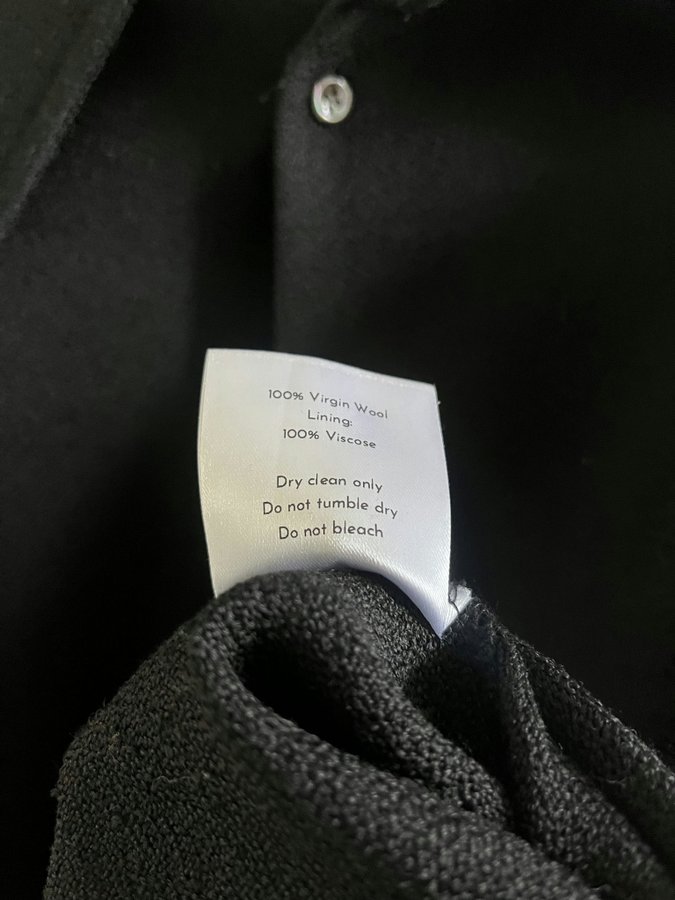 100% Virgin Wool
Lining:
100% Viscose
Dry clean only
Do not tumble dry
Do not bleach